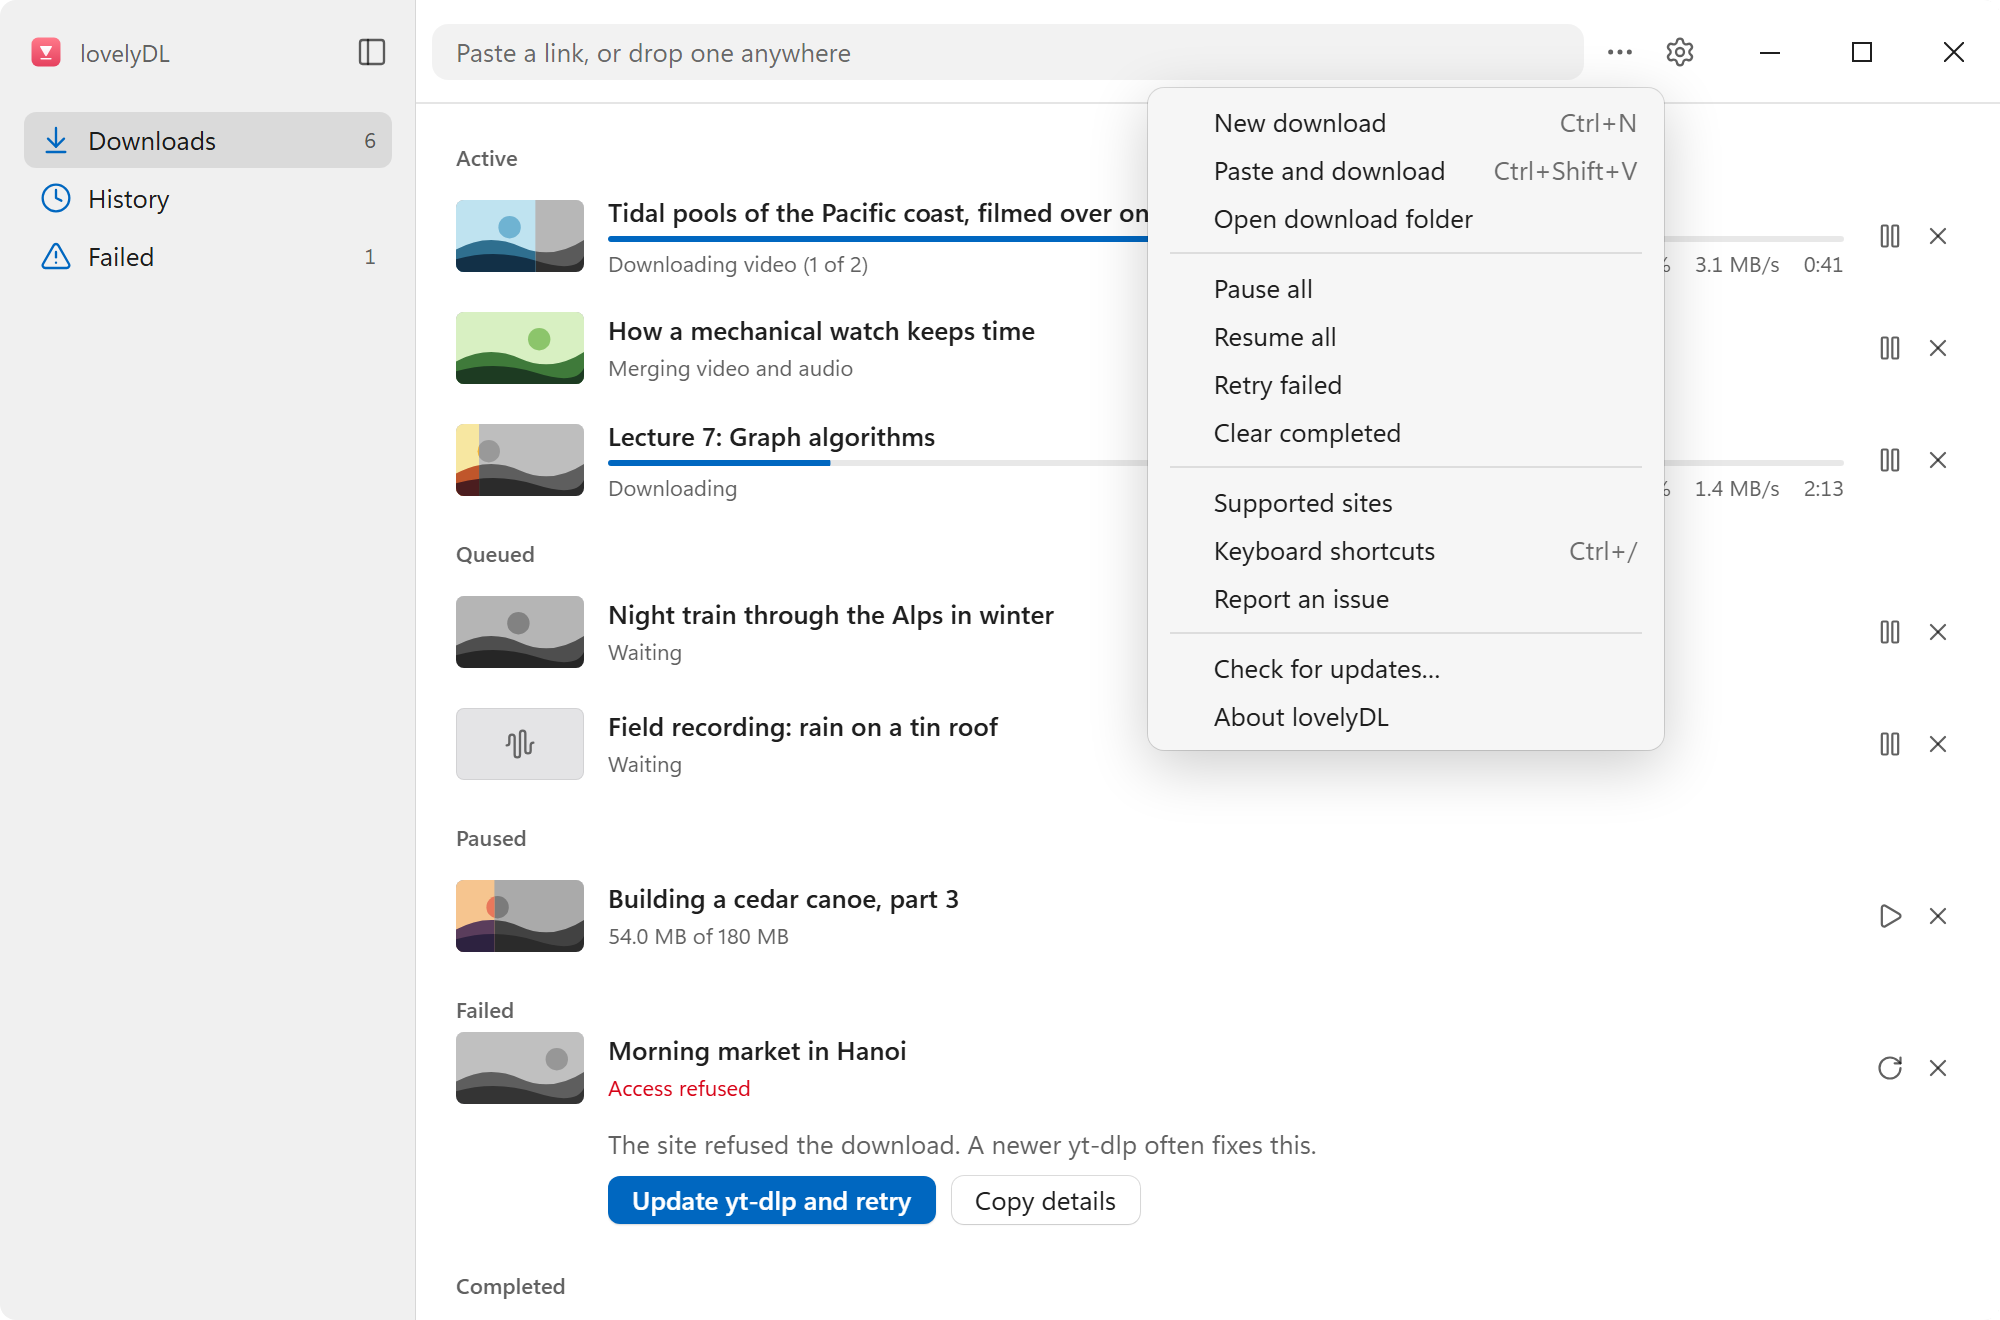 lovelyDL
Paste a link, or drop one anywhere
Downloads 6
History
Failed 1
New download Ctrl+N
Paste and download Ctrl+Shift+V
Open download folder
Pause all
Resume all
Retry failed
Clear completed
Supported sites
Keyboard shortcuts Ctrl+/
Report an issue
Check for updates...
About lovelyDL
Active
Tidal pools of the Pacific coast, filmed over
Downloading video (1 of 2) 3.1 MB/s 0:41
How a mechanical watch keeps time
Merging video and audio
Lecture 7: Graph algorithms
Downloading 1.4 MB/s 2:13
Queued
Night train through the Alps in winter
Waiting
Field recording: rain on a tin roof
Waiting
Paused
Building a cedar canoe, part 3
54.0 MB of 180 MB
Failed
Morning market in Hanoi
Access refused
The site refused the download. A newer yt-dlp often fixes this.
Update yt-dlp and retry
Copy details
Completed